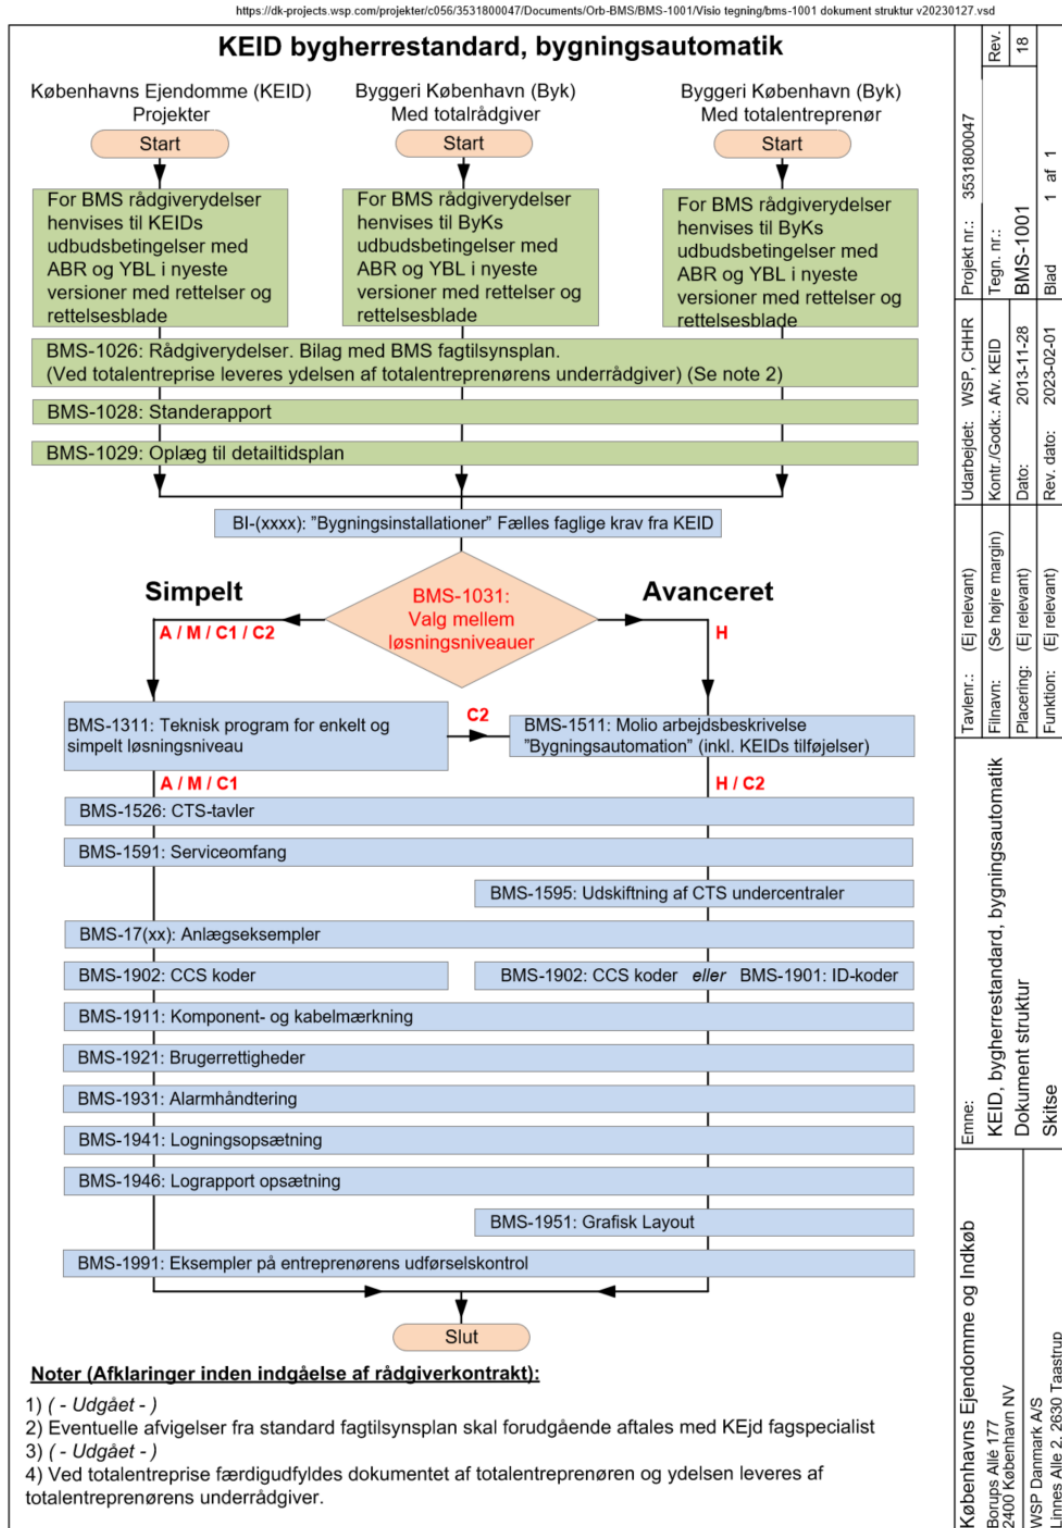 https://dk-projects.wsp.com/projekter/c056/3531800047/Documents/Orb-BMS/BMS-1001/Visio tegning/bms-1001 dokument struktur v20230127.vsd
KEID bygherrestandard, bygningsautomatik
Københavns Ejendomme (KEID)
Projekter
Byggeri København (Byk)
Med totalrådgiver
Byggeri København (Byk)
Med totalentreprenør
Start
Start
Start
For BMS rådgiverydelser
henvises til KEIDs
udbudsbetingelser med
ABR og YBL i nyeste
versioner med rettelser og
rettelsesblade
For BMS rådgiverydelser
henvises til ByKs
udbudsbetingelser med
ABR og YBL i nyeste
versioner med rettelser og
rettelsesblade
For BMS rådgiverydelser
henvises til ByKs
udbudsbetingelser med
ABR og YBL i nyeste
versioner med rettelser og
rettelsesblade
BMS-1026: Rådgiverydelser. Bilag med BMS fagtilsynsplan.
(Ved totalentreprise leveres ydelsen af totalentreprenørens underrådgiver) (Se note 2)
BMS-1028: Standerapport
BMS-1029: Oplæg til detailtidsplan
BI-(xxxx): "Bygningsinstallationer" Fælles faglige krav fra KEID
Simpelt
BMS-1031:
Valg mellem
løsningsniveauer
Avanceret
A / M / C1 / C2
H
BMS-1311: Teknisk program for enkelt og
simpelt løsningsniveau
C2
BMS-1511: Molio arbejdsbeskrivelse
"Bygningsautomation" (inkl. KEIDs tilføjelser)
A / M / C1
H / C2
BMS-1526: CTS-tavler
BMS-1591: Serviceomfang
BMS-1595: Udskiftning af CTS undercentraler
BMS-17(xx): Anlægseksempler
BMS-1902: CCS koder
BMS-1902: CCS koder eller BMS-1901: ID-koder
BMS-1911: Komponent- og kabelmærkning
BMS-1921: Brugerrettigheder
BMS-1931: Alarmhåndtering
BMS-1941: Logningsopsætning
BMS-1946: Lograpport opsætning
BMS-1951: Grafisk Layout
BMS-1991: Eksempler på entreprenørens udførselskontrol
Slut
Noter (Afklaringer inden indgåelse af rådgiverkontrakt):
1) ( - Udgået - )
2) Eventuelle afvigelser fra standard fagtilsynsplan skal forudgående aftales med KEjd fagspecialist
3) ( - Udgået - )
4) Ved totalentreprise færdigudfyldes dokumentet af totalentreprenøren og ydelsen leveres af
totalentreprenørens underrådgiver.
Københavns Ejendomme og Indkøb
Borups Allé 177
2400 København NV
WSP Danmark A/S
Linnes Alle 2, 2630 Taastrup
Emne:
KEID, bygherrestandard, bygningsautomatik
Dokument struktur
Skitse
Tavlenr.: (Ej relevant)
Filnavn: (Se højre margin)
Placering: (Ej relevant)
Funktion: (Ej relevant)
Udarbejdet: WSP, CHHR
Kontr./Godk.: Afv. KEID
Dato: 2013-11-28
Rev. dato: 2023-02-01
Projekt nr.: 3531800047
Tegn. nr.:
BMS-1001
Blad 1 af 1
Rev.
18